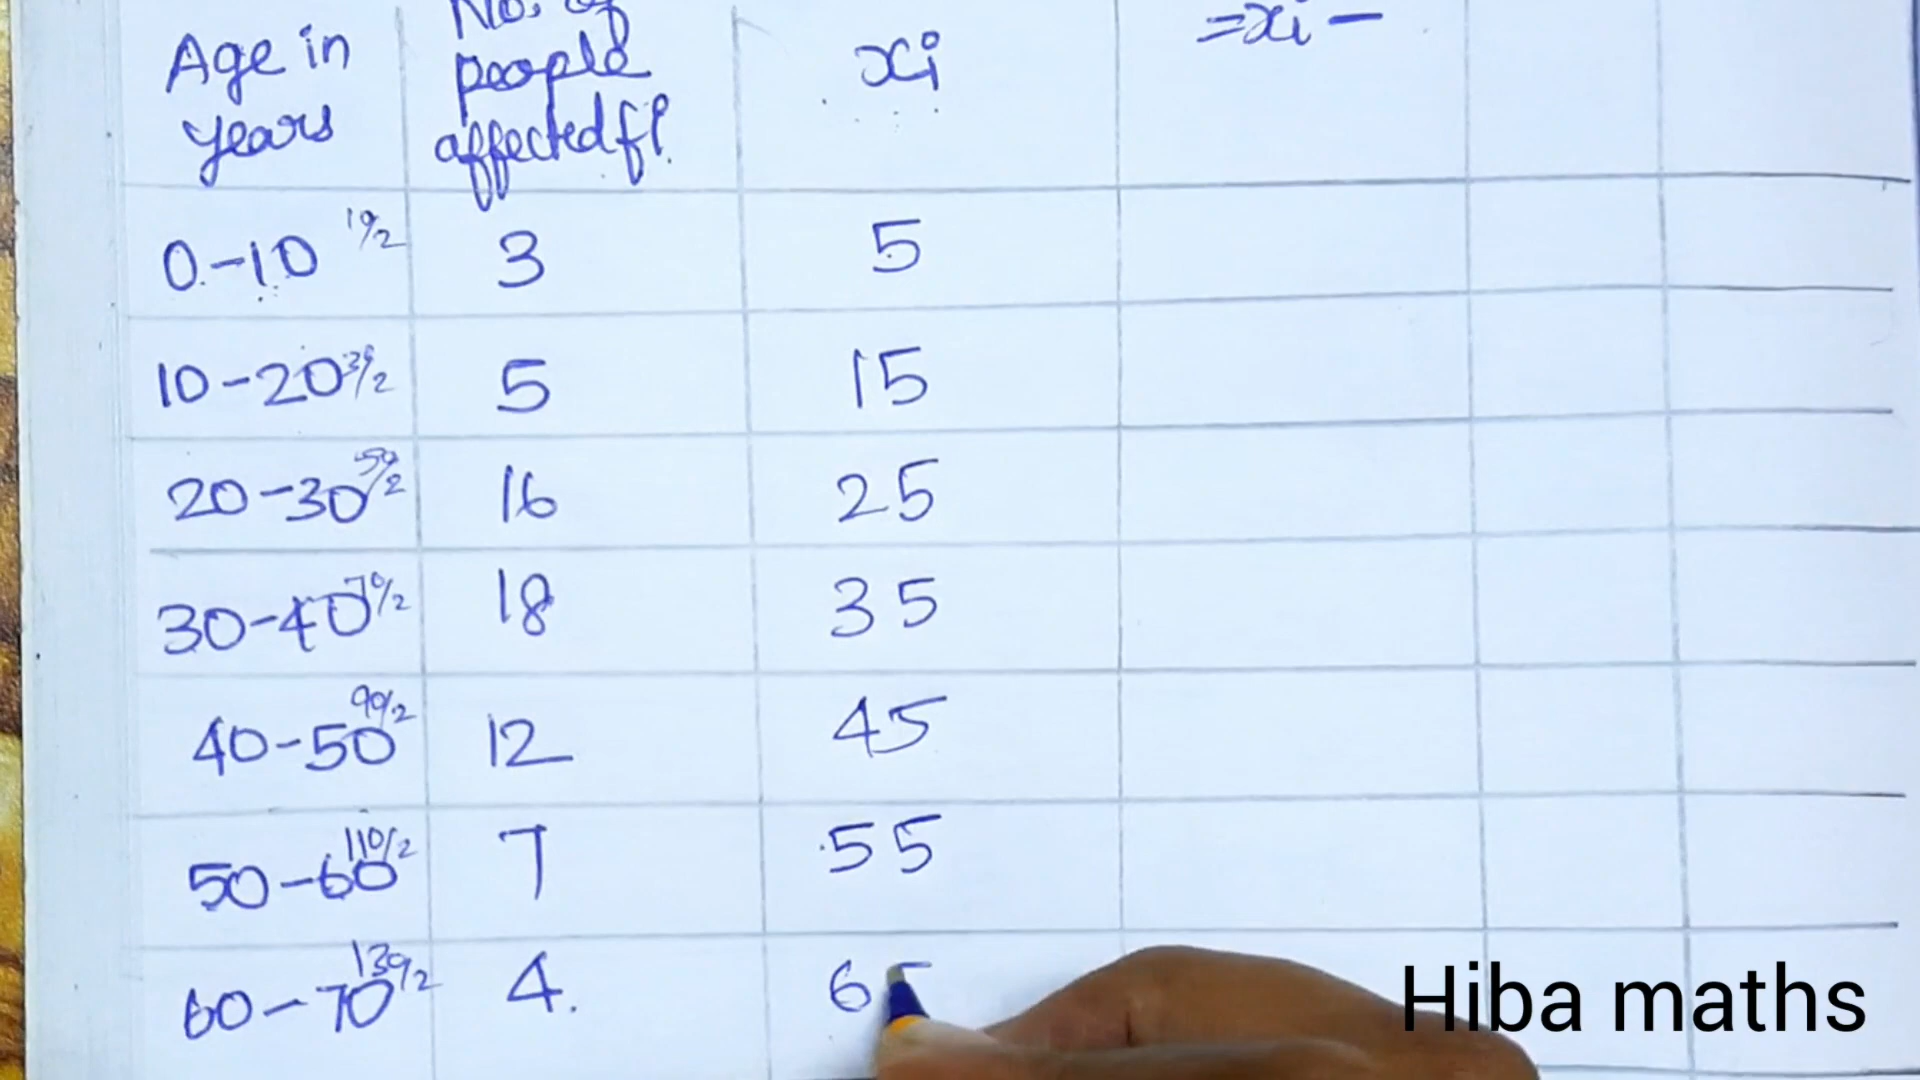 Age in years
No. of people affected fi
xi
=xi -
0-10 10/2 3 5
10-20 30/2 5 15
20-30 50/2 16 25
30-40 70/2 18 35
40-50 90/2 12 45
50-60 110/2 7 55
60-70 130/2 4. 65
Hiba maths